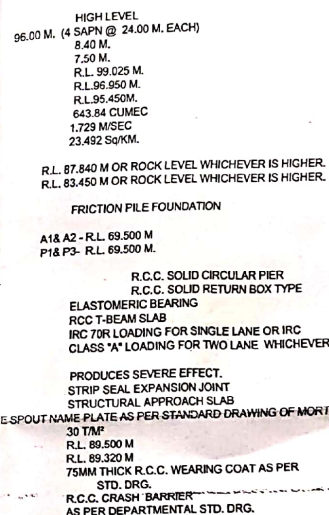 HIGH LEVEL
96.00 M. (4 SAPN @ 24.00 M. EACH)
8.40 M.
7.50 M.
R.L. 99.025 M.
R.L.96.950 M.
R.L.95.450M.
643.84 CUMEC
1.729 M/SEC
23.492 Sq/KM.
R.L. 87.840 M OR ROCK LEVEL WHICHEVER IS HIGHER.
R.L. 83.450 M OR ROCK LEVEL WHICHEVER IS HIGHER.
FRICTION PILE FOUNDATION
A1& A2 - R.L. 69.500 M
P1& P3- R.L. 69.500 M.
R.C.C. SOLID CIRCULAR PIER
R.C.C. SOLID RETURN BOX TYPE
ELASTOMERIC BEARING
RCC T-BEAM SLAB
IRC 70R LOADING FOR SINGLE LANE OR IRC
CLASS "A" LOADING FOR TWO LANE WHICHEVER
PRODUCES SEVERE EFFECT.
STRIP SEAL EXPANSION JOINT
STRUCTURAL APPROACH SLAB
E SPOUT NAME PLATE AS PER STANDARD DRAWING OF MORT
30 T/M²
R.L. 89.500 M
R.L. 89.320 M
75MM THICK R.C.C. WEARING COAT AS PER
STD. DRG.
R.C.C. CRASH BARRIER
AS PER DEPARTMENTAL STD. DRG.